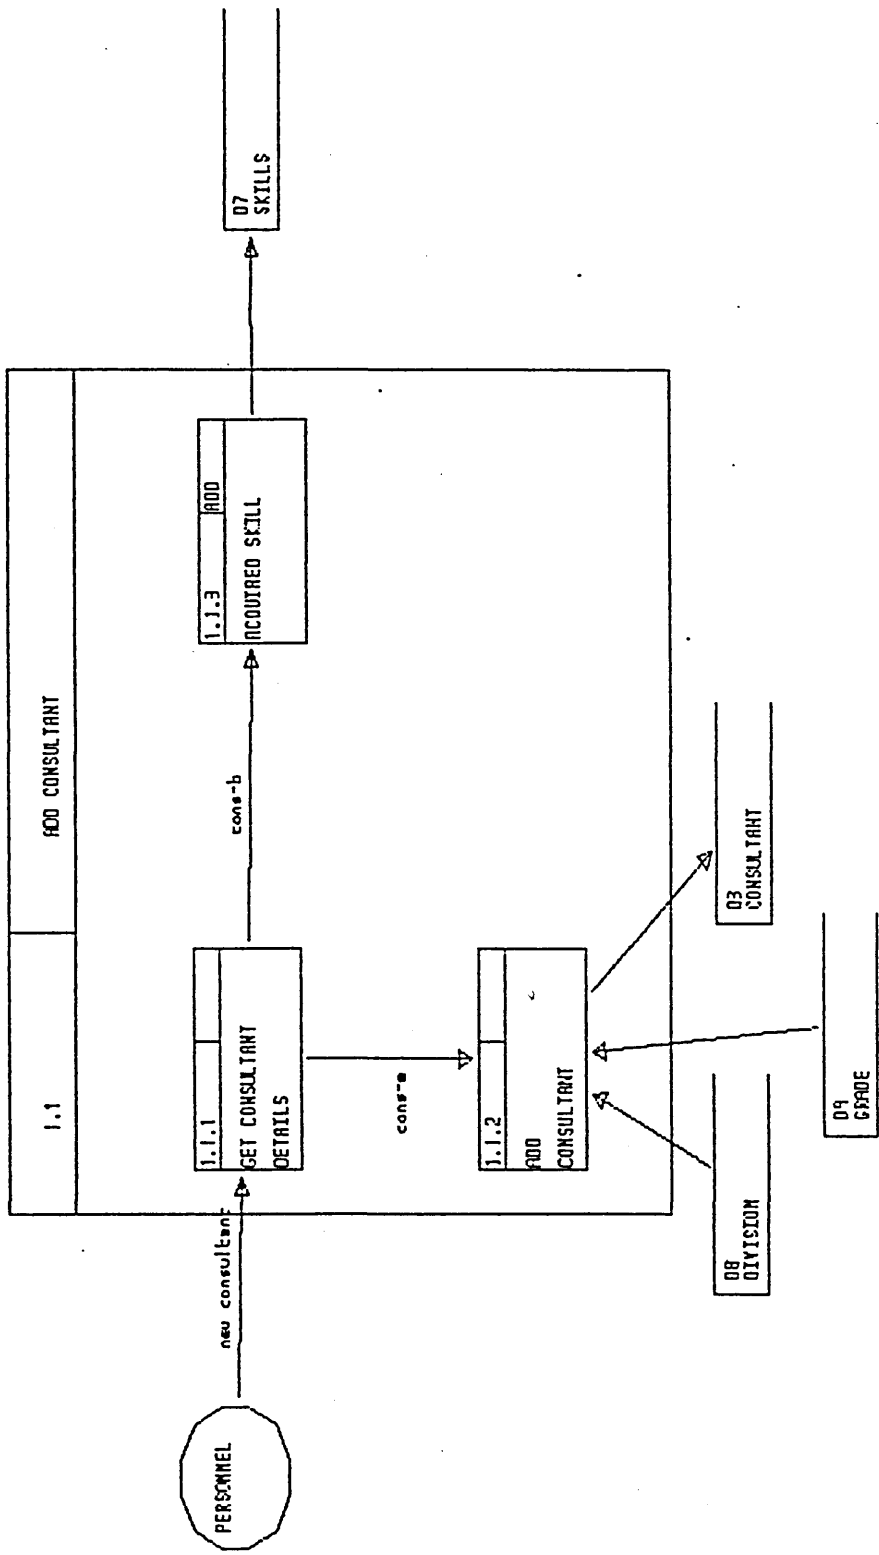 1.1
ADD CONSULTANT
PERSONNEL
new consultant
1.1.1
GET CONSULTANT
DETAILS
cons-b
1.1.3
ADD
ACQUIRED SKILL
D7
SKILLS
cons-a
1.1.2
ADD
CONSULTANT
D8
DIVISION
D9
GRADE
D3
CONSULTANT